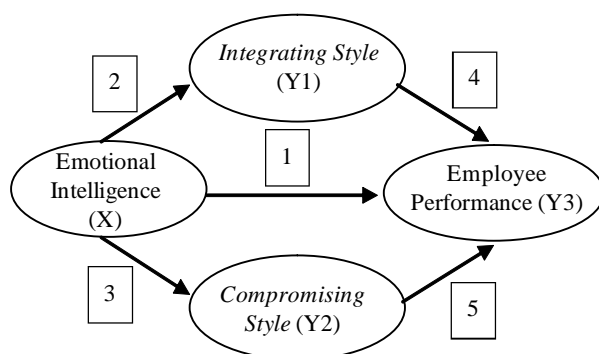 Integrating Style
(Y1)
2
4
1
Emotional
Intelligence
(X)
Employee
Performance (Y3)
3
Compromising
Style (Y2)
5